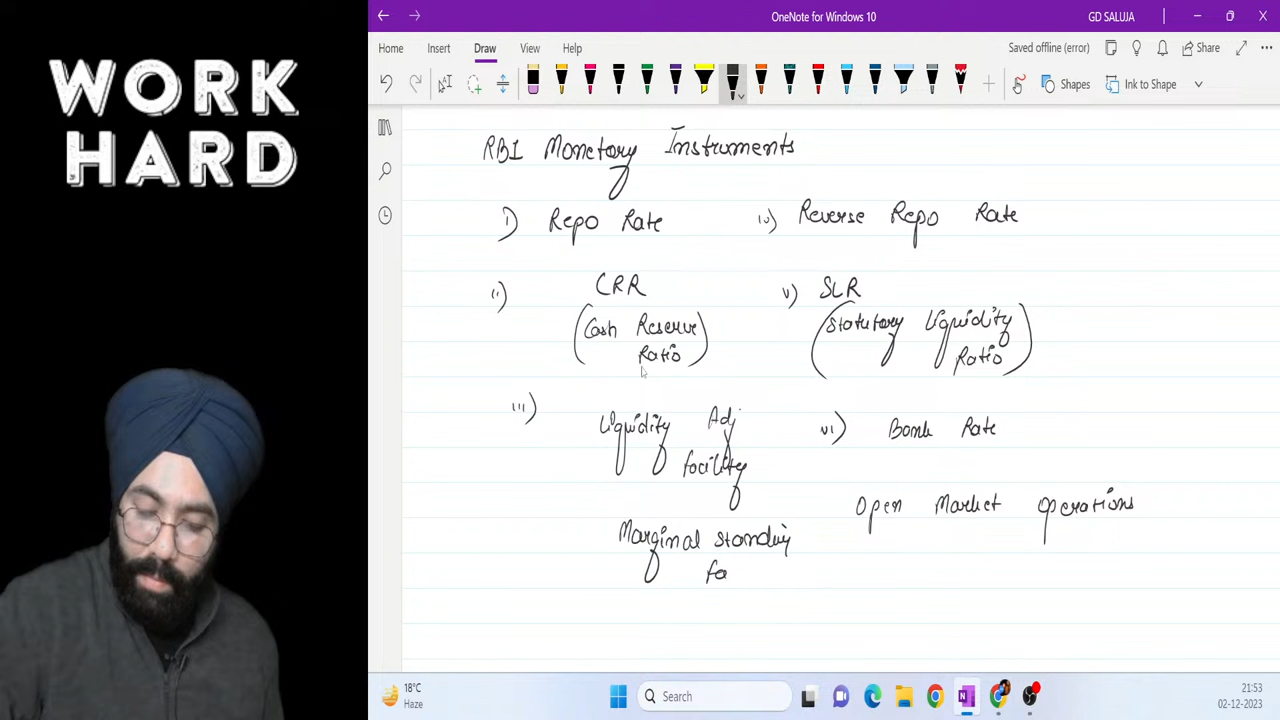 WORK
HARD
OneNote for Windows 10
GD SALUJA
Home Insert Draw View Help
Saved offline (error)
Share
Shapes
Ink to Shape
RBI Monetary Instruments
i) Repo Rate
iv) Reverse Repo Rate
ii) CRR
(Cash Reserve
Ratio)
v) SLR
(Statutory Liquidity
Ratio)
iii) Liquidity Adj
facility
vi) Bank Rate
Open Market Operations
Marginal standing
fa
18°C
Haze
Search
21:53
02-12-2023